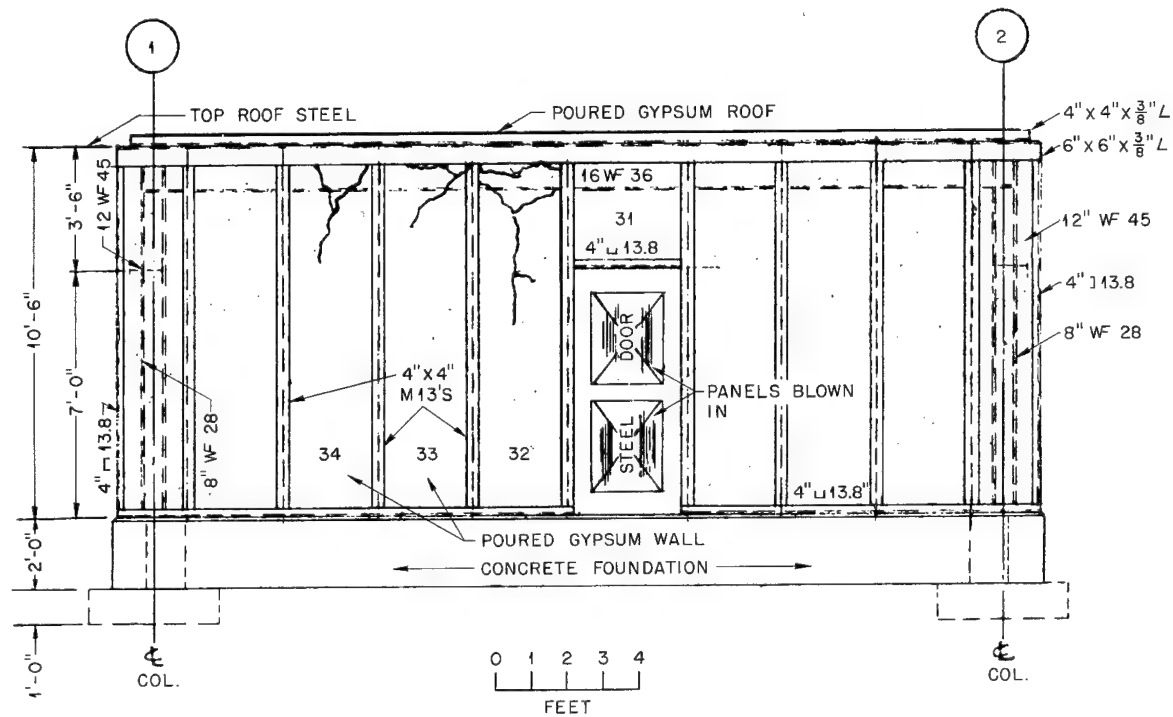 1
2
TOP ROOF STEEL
POURED GYPSUM ROOF
4" x 4" x 3/8" L
6" x 6" x 3/8" L
12 WF 45
3'-6"
16 WF 36
31
4" ⊔ 13.8
12" WF 45
4" ] 13.8
8" WF 28
10'-6"
7'-0"
DOOR
4" x 4"
M 13'S
PANELS BLOWN
IN
STEEL
4" ⊓ 13.8
8" WF 28
34
33
32
4" ⊔ 13.8"
2'-0"
POURED GYPSUM WALL
CONCRETE FOUNDATION
1'-0"
℄
COL.
0 1 2 3 4
FEET
℄
COL.